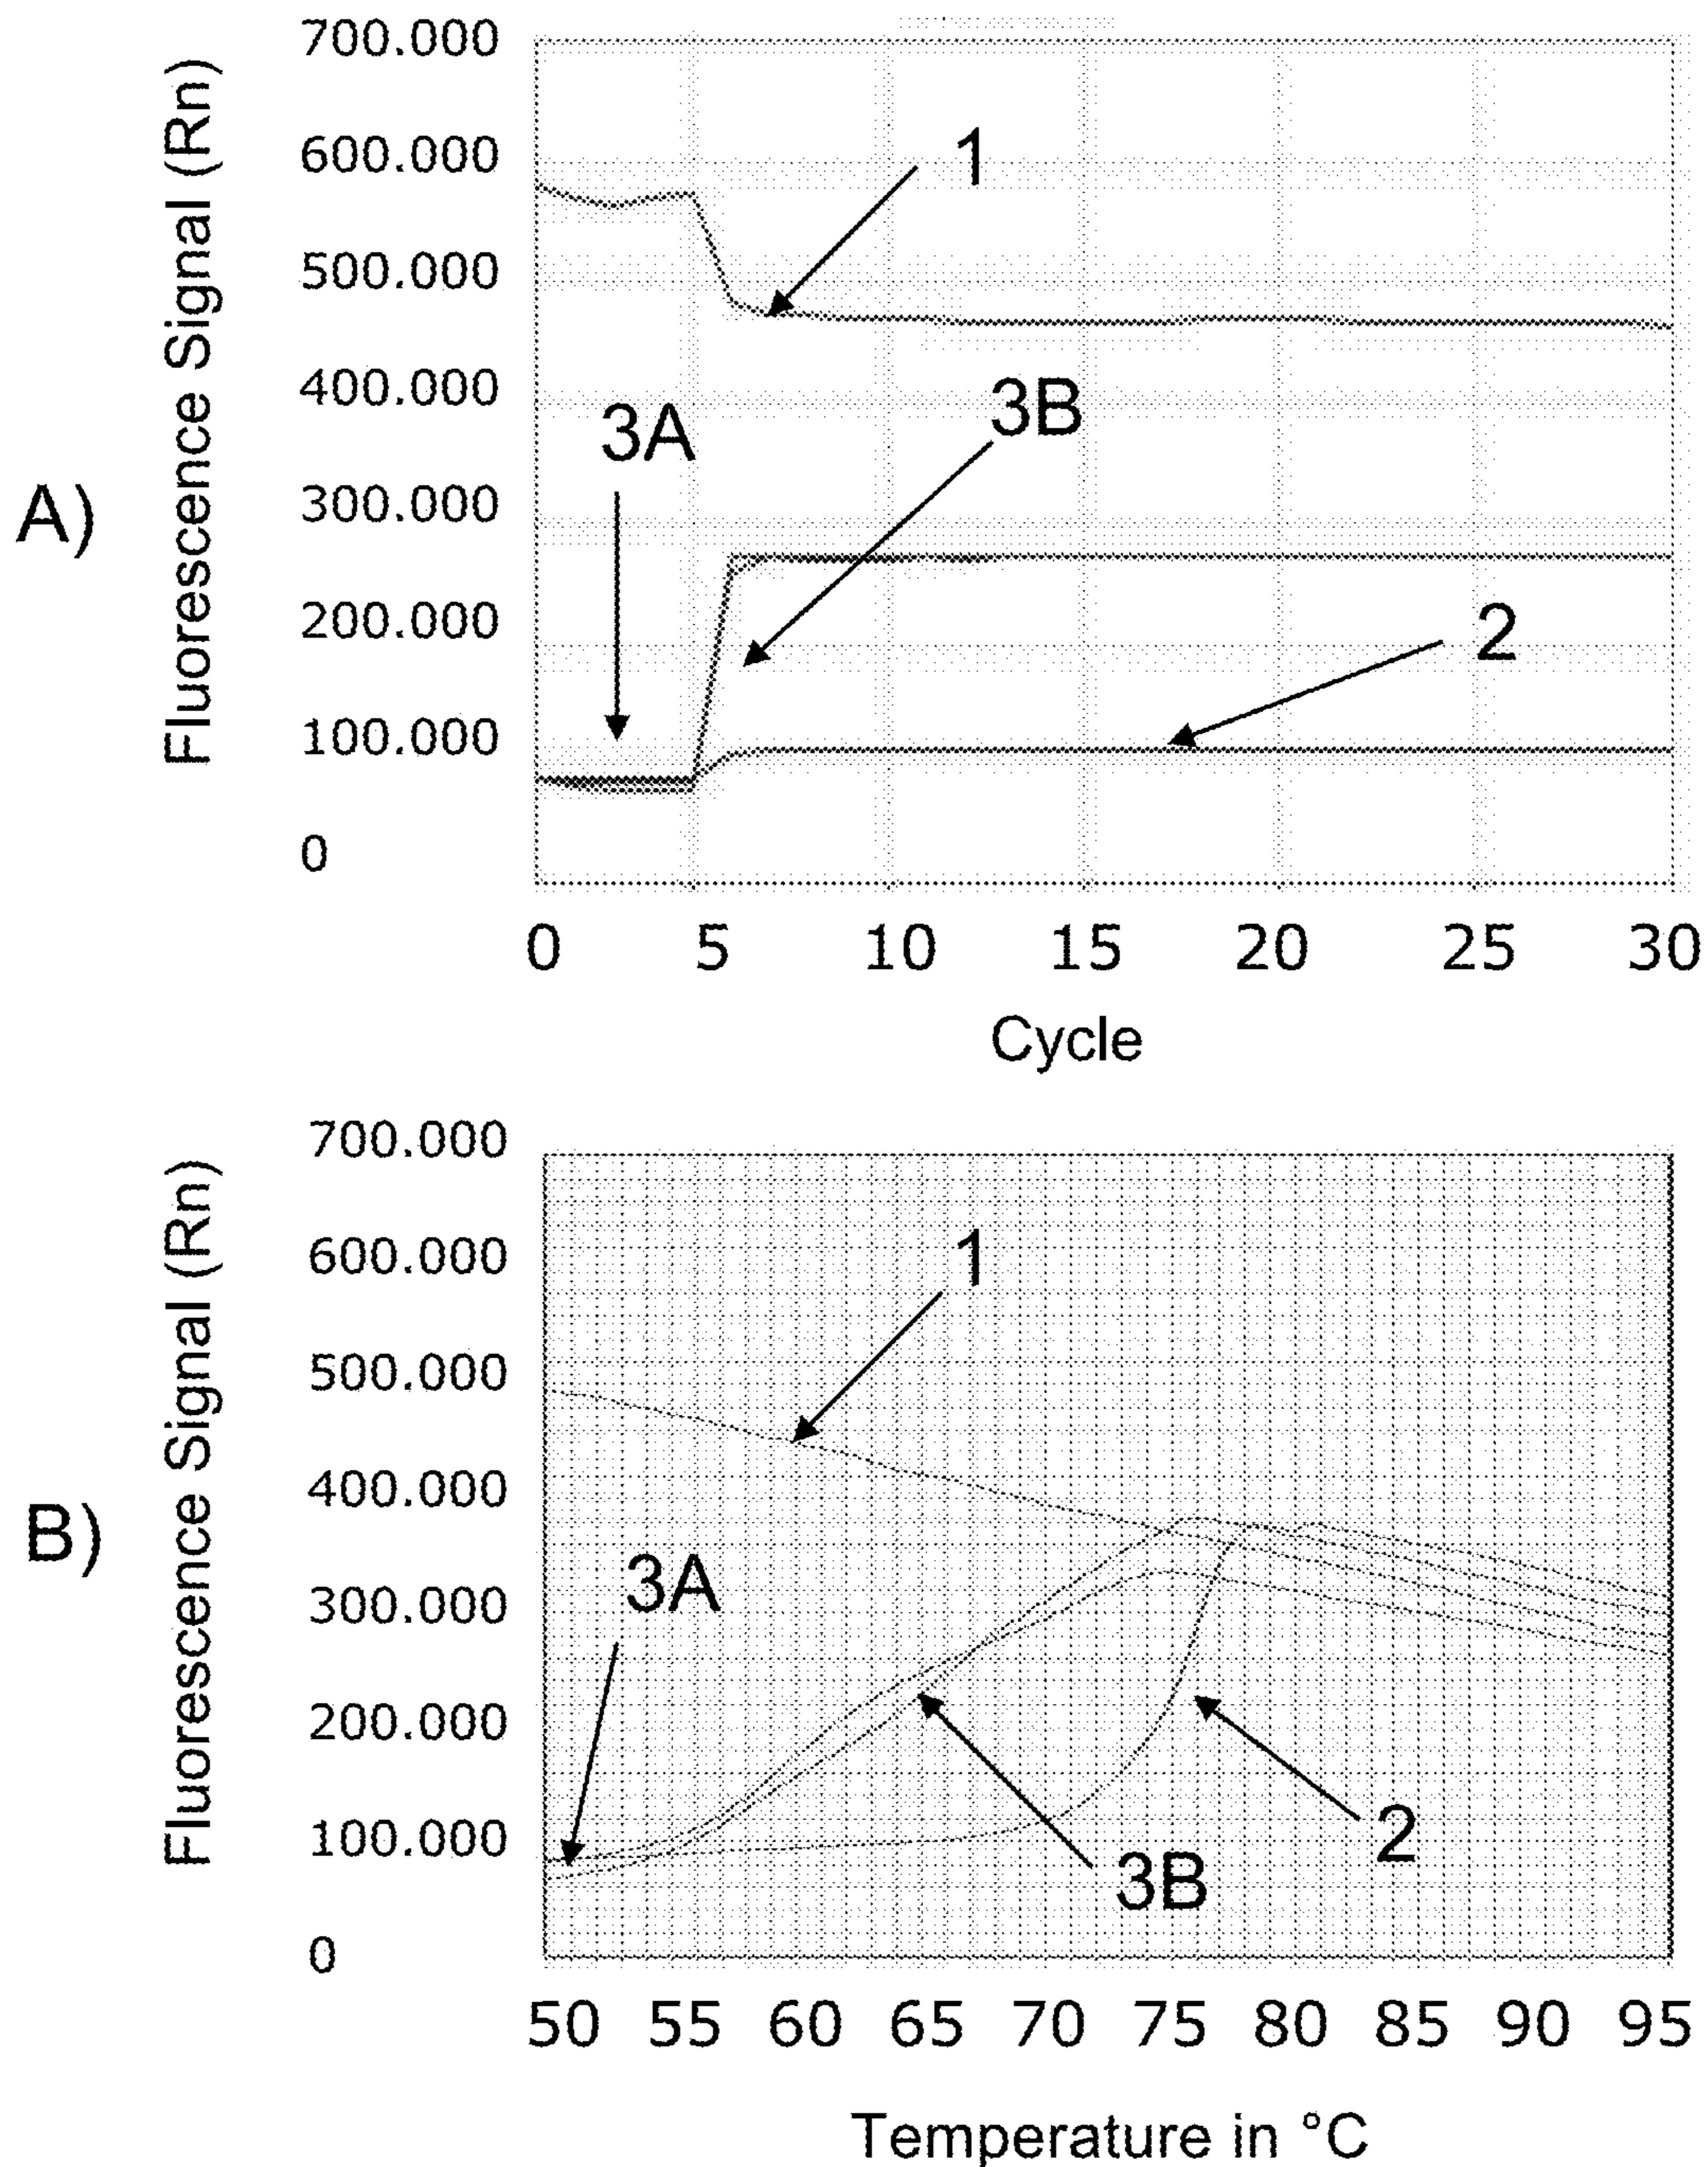 A)
Fluorescence Signal (Rn)
700.000
600.000
500.000
400.000
300.000
200.000
100.000
0
1
3A
3B
2
0 5 10 15 20 25 30
Cycle
B)
Fluorescence Signal (Rn)
700.000
600.000
500.000
400.000
300.000
200.000
100.000
0
1
3A
3B
2
50 55 60 65 70 75 80 85 90 95
Temperature in °C